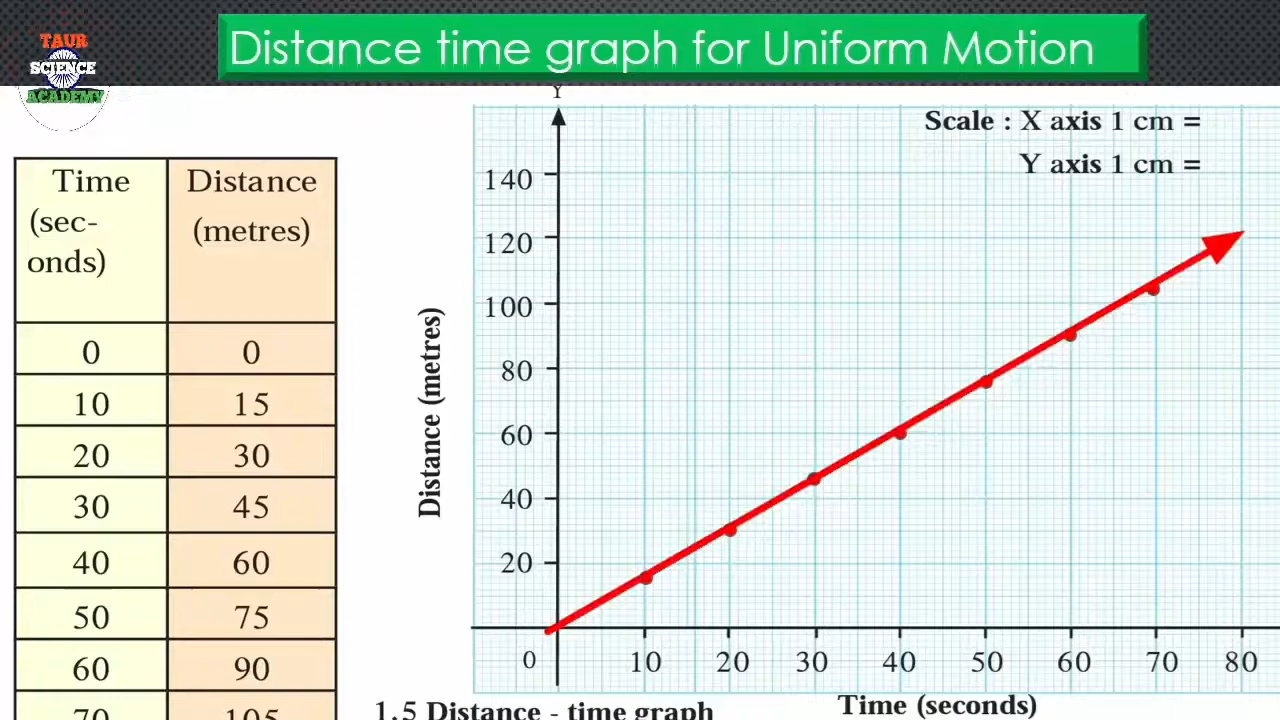 TAUR
SCIENCE
ACADEMY
Distance time graph for Uniform Motion
Time
(sec-
onds)
Distance
(metres)
0 0
10 15
20 30
30 45
40 60
50 75
60 90
70 105
Y
Scale : X axis 1 cm =
Y axis 1 cm =
140
120
100
80
60
40
20
Distance (metres)
0 10 20 30 40 50 60 70 80
Time (seconds)
1.5 Distance - time graph